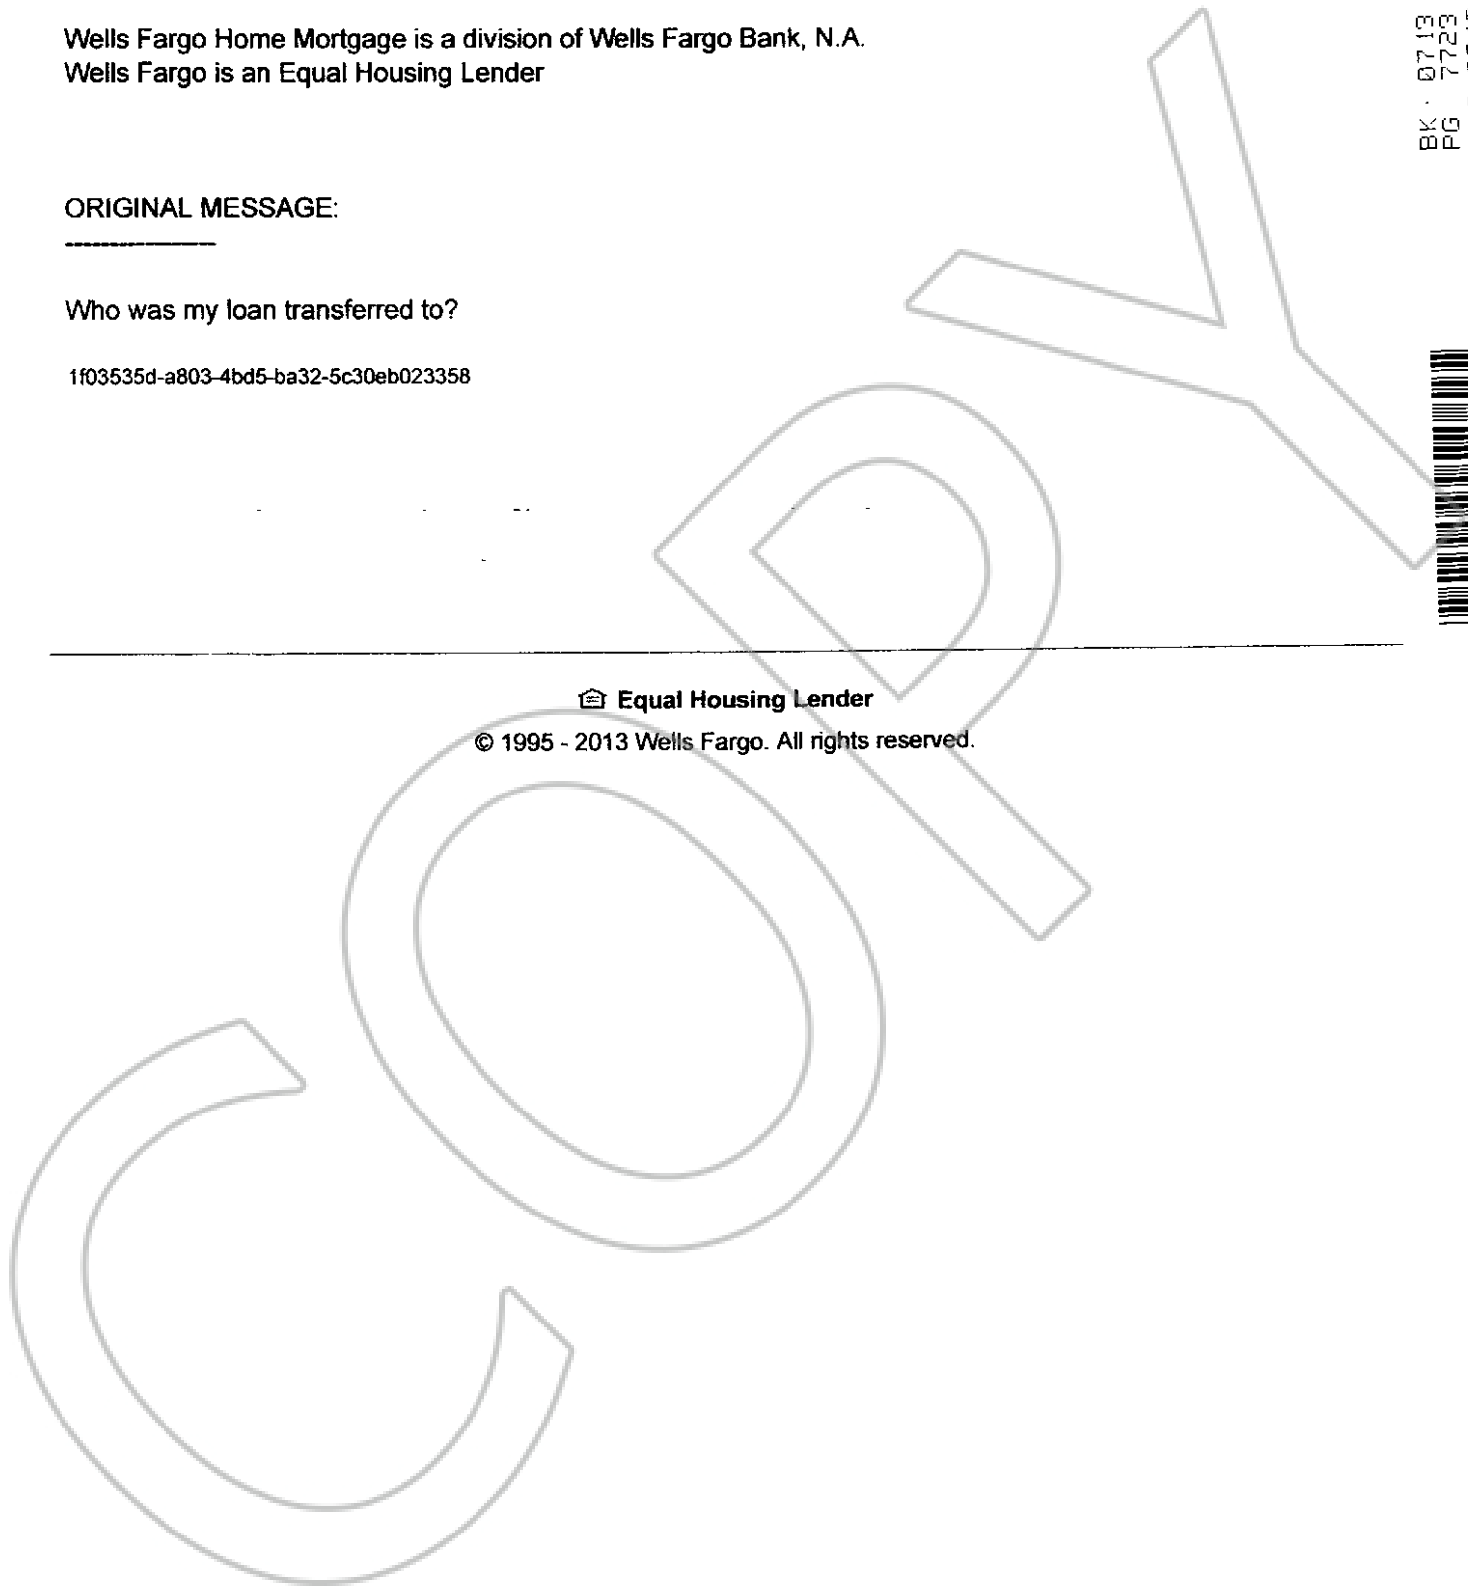 Wells Fargo Home Mortgage is a division of Wells Fargo Bank, N.A.
Wells Fargo is an Equal Housing Lender
BK : 0713
PG 7723
ORIGINAL MESSAGE:
---------------
Who was my loan transferred to?
1f03535d-a803-4bd5-ba32-5c30eb023358
Equal Housing Lender
© 1995 - 2013 Wells Fargo. All rights reserved.
COPY